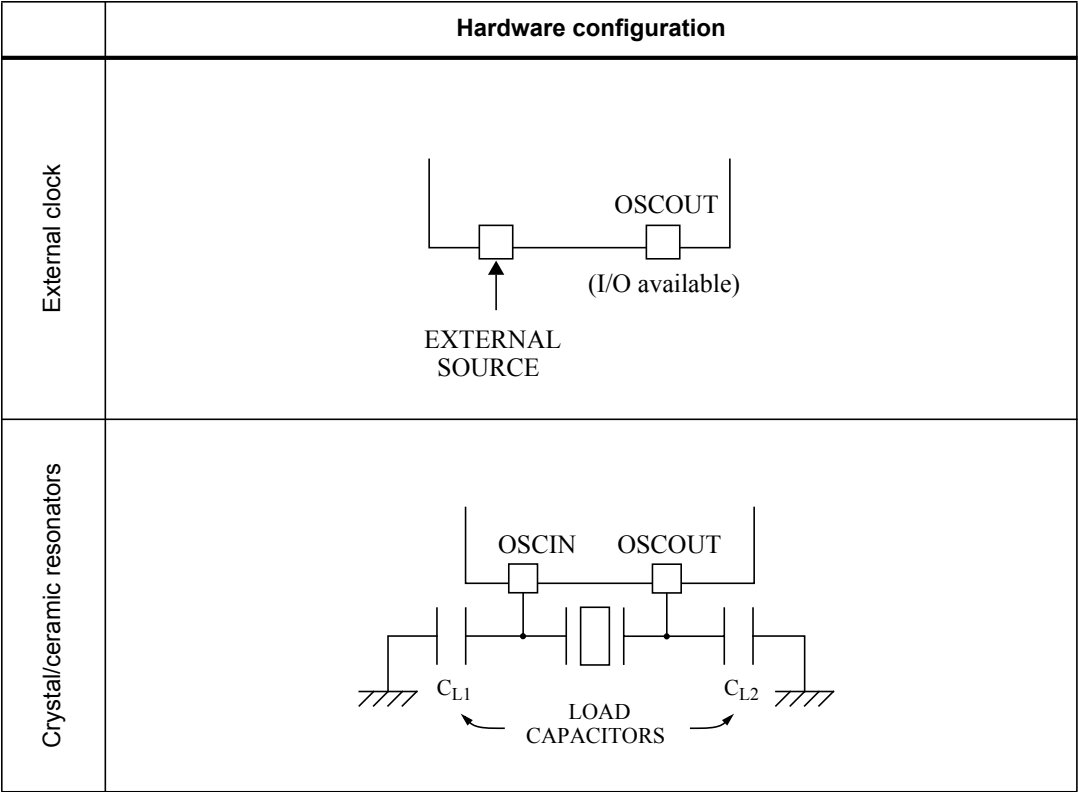 Hardware configuration
External clock
OSCOUT
(I/O available)
EXTERNAL
SOURCE
Crystal/ceramic resonators
OSCIN OSCOUT
CL1 CL2
LOAD
CAPACITORS